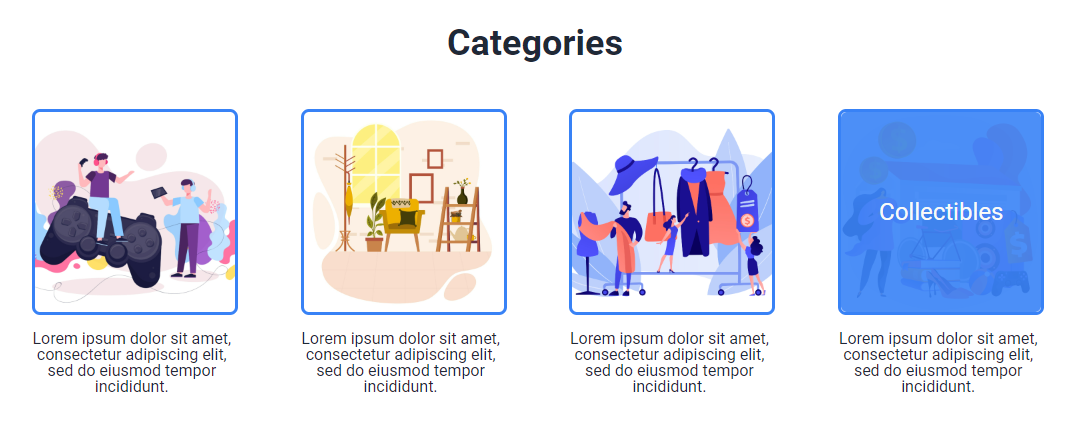 Categories
$
Collectibles
$
Lorem ipsum dolor sit amet,
consectetur adipiscing elit,
sed do eiusmod tempor
incididunt.
Lorem ipsum dolor sit amet,
consectetur adipiscing elit,
sed do eiusmod tempor
incididunt.
Lorem ipsum dolor sit amet,
consectetur adipiscing elit,
sed do eiusmod tempor
incididunt.
Lorem ipsum dolor sit amet,
consectetur adipiscing elit,
sed do eiusmod tempor
incididunt.